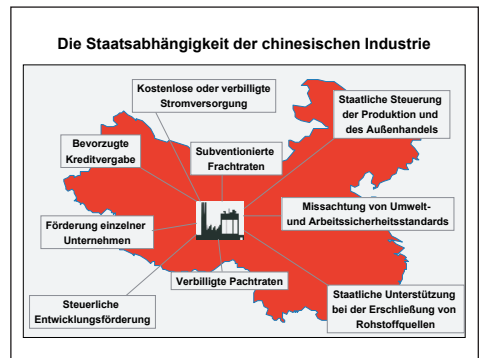 Die Staatsabhängigkeit der chinesischen Industrie
Kostenlose oder verbilligte
Stromversorgung
Staatliche Steuerung
der Produktion und
des Außenhandels
Bevorzugte
Kreditvergabe
Subventionierte
Frachtraten
Missachtung von Umwelt-
und Arbeitssicherheitsstandards
Förderung einzelner
Unternehmen
Verbilligte Pachtraten
Steuerliche
Entwicklungsförderung
Staatliche Unterstützung
bei der Erschließung von
Rohstoffquellen